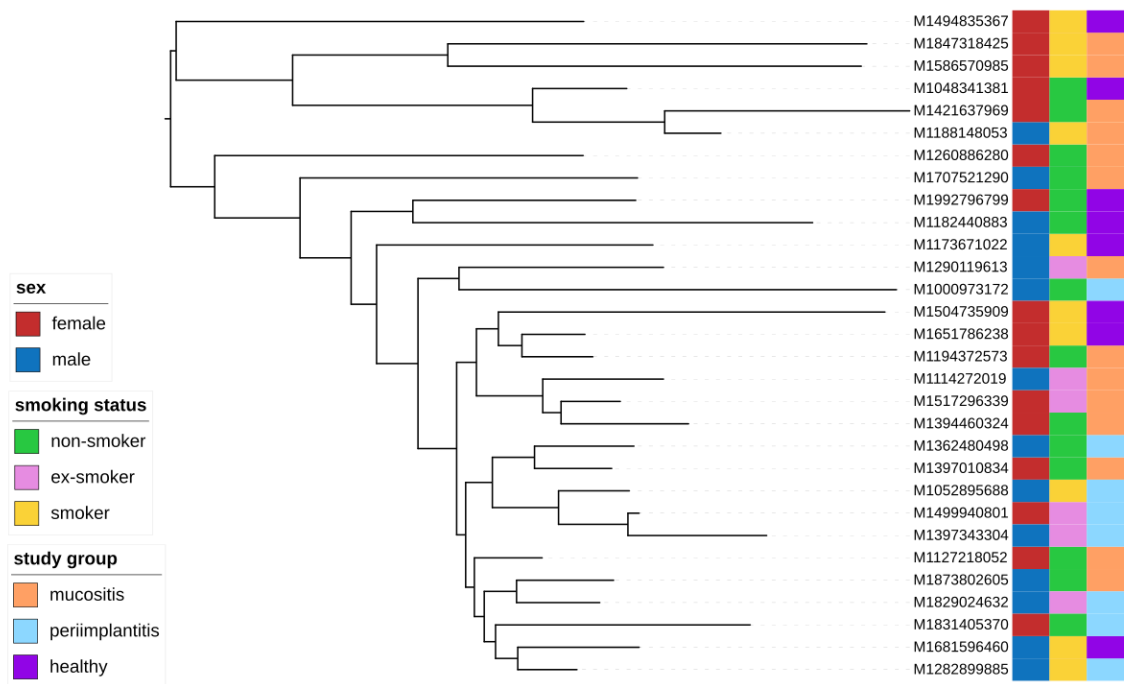 M1494835367
M1847318425
M1586570985
M1048341381
M1421637969
M1188148053
M1260886280
M1707521290
M1992796799
M1182440883
M1173671022
M1290119613
M1000973172
M1504735909
M1651786238
M1194372573
M1114272019
M1517296339
M1394460324
M1362480498
M1397010834
M1052895688
M1499940801
M1397343304
M1127218052
M1873802605
M1829024632
M1831405370
M1681596460
M1282899885
sex
female
male
smoking status
non-smoker
ex-smoker
smoker
study group
mucositis
periimplantitis
healthy